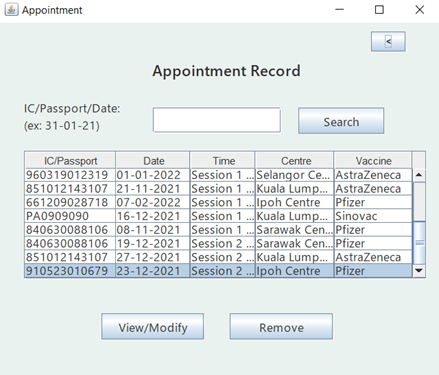 Appointment
<
Appointment Record
IC/Passport/Date:
(ex: 31-01-21)
Search
IC/Passport Date Time Centre Vaccine
960319012319 01-01-2022 Session 1 ... Selangor Ce... AstraZeneca
851012143107 21-11-2021 Session 1 ... Kuala Lump... AstraZeneca
661209028718 07-02-2022 Session 1 ... Ipoh Centre Pfizer
PA0909090 16-12-2021 Session 1 ... Kuala Lump... Sinovac
840630088106 08-11-2021 Session 1 ... Sarawak Cen... Pfizer
840630088106 19-12-2021 Session 2 ... Sarawak Cen... Pfizer
851012143107 27-12-2021 Session 2 ... Kuala Lump... AstraZeneca
910523010679 23-12-2021 Session 2 ... Ipoh Centre Pfizer
View/Modify Remove